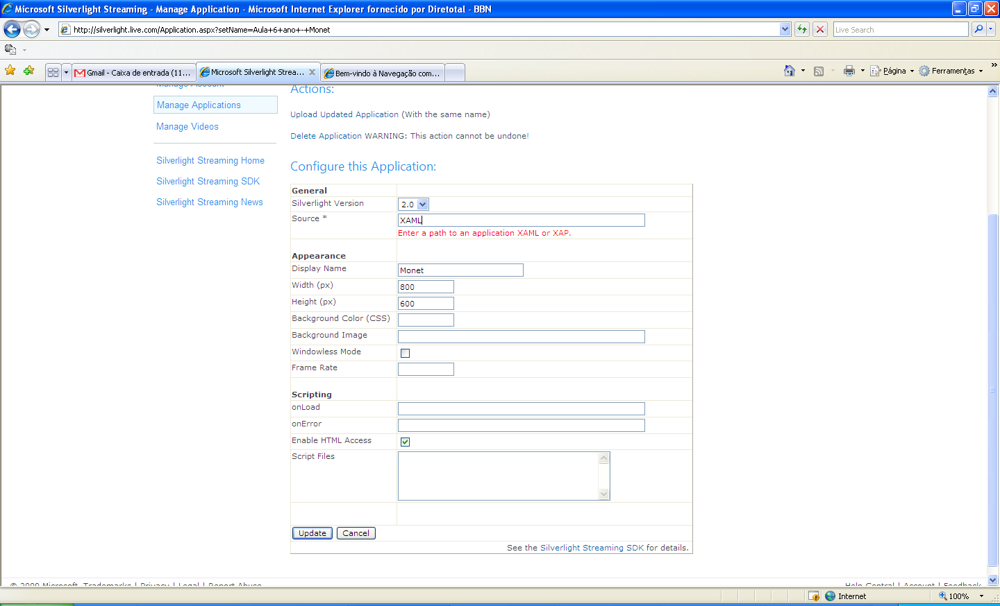 Microsoft Silverlight Streaming - Manage Application - Microsoft Internet Explorer fornecido por Diretotal - BBN
http://silverlight.live.com/Application.aspx?setName=Aula+6+ano+-+Monet
Live Search
Gmail - Caixa de entrada (11...
Microsoft Silverlight Strea...
Bem-vindo à Navegação com...
Página
Ferramentas
Manage Account
Manage Applications
Manage Videos
Silverlight Streaming Home
Silverlight Streaming SDK
Silverlight Streaming News
Actions:
Upload Updated Application (With the same name)
Delete Application WARNING: This action cannot be undone!
Configure this Application:
General
Silverlight Version 2.0
Source * XAML
Enter a path to an application XAML or XAP.
Appearance
Display Name Monet
Width (px) 800
Height (px) 600
Background Color (CSS)
Background Image
Windowless Mode
Frame Rate
Scripting
onLoad
onError
Enable HTML Access
Script Files
Update Cancel
See the Silverlight Streaming SDK for details.
© 2009 Microsoft Trademarks | Privacy | Legal | Report Abuse
Help Central | Account | Feedback
Internet
100%